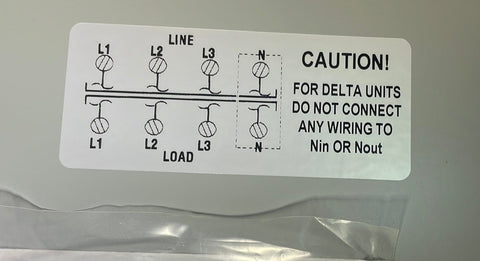 LINE
L1 L2 L3 N
L1 L2 L3 N
LOAD
CAUTION!
FOR DELTA UNITS
DO NOT CONNECT
ANY WIRING TO
Nin OR Nout